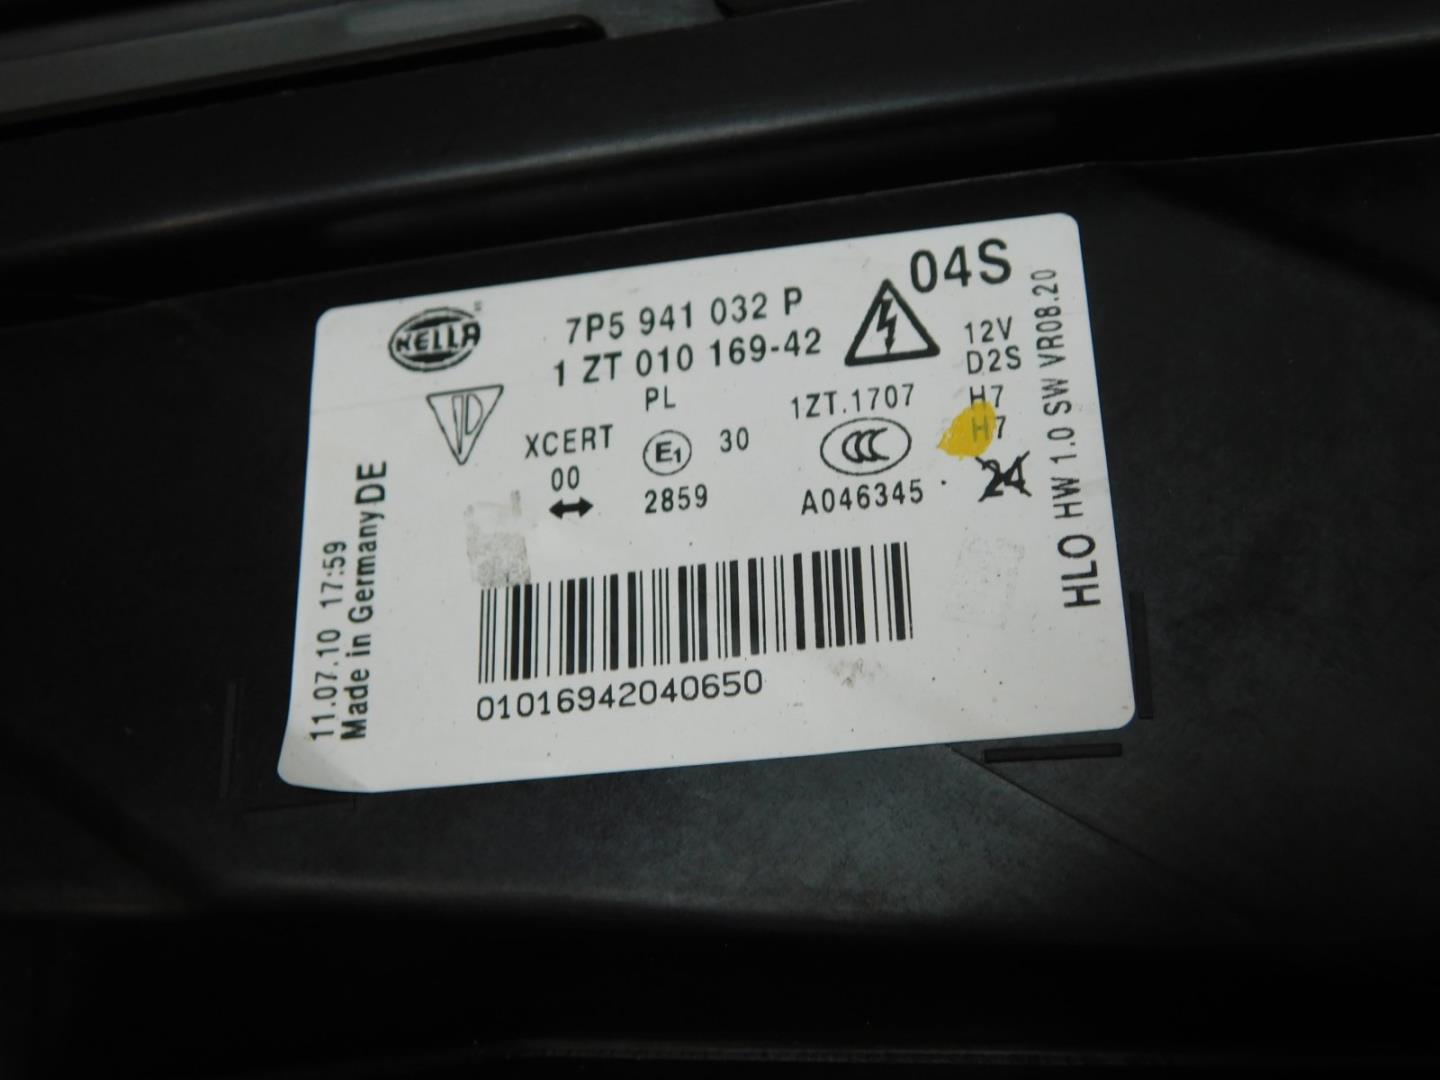 HELLA
7P5 941 032 P
1 ZT 010 169-42
04S
12V
D2S
H7
H7
24
PL
1ZT.1707
XCERT
E1
30
CCC
00
2859
A046345
01016942040650
11.07.10 17:59
Made in Germany DE
HLO HW 1.0 SW VR08.20